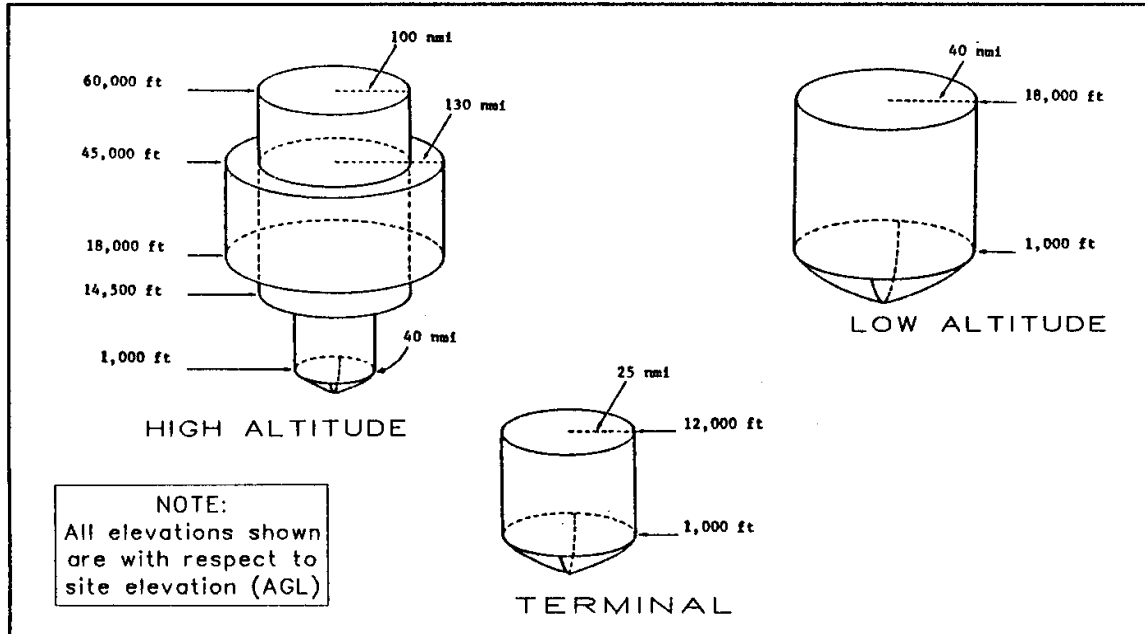 100 nmi
60,000 ft
130 nmi
45,000 ft
18,000 ft
14,500 ft
1,000 ft
40 nmi
HIGH ALTITUDE
40 nmi
18,000 ft
1,000 ft
LOW ALTITUDE
25 nmi
12,000 ft
1,000 ft
TERMINAL
NOTE:
All elevations shown
are with respect to
site elevation (AGL)